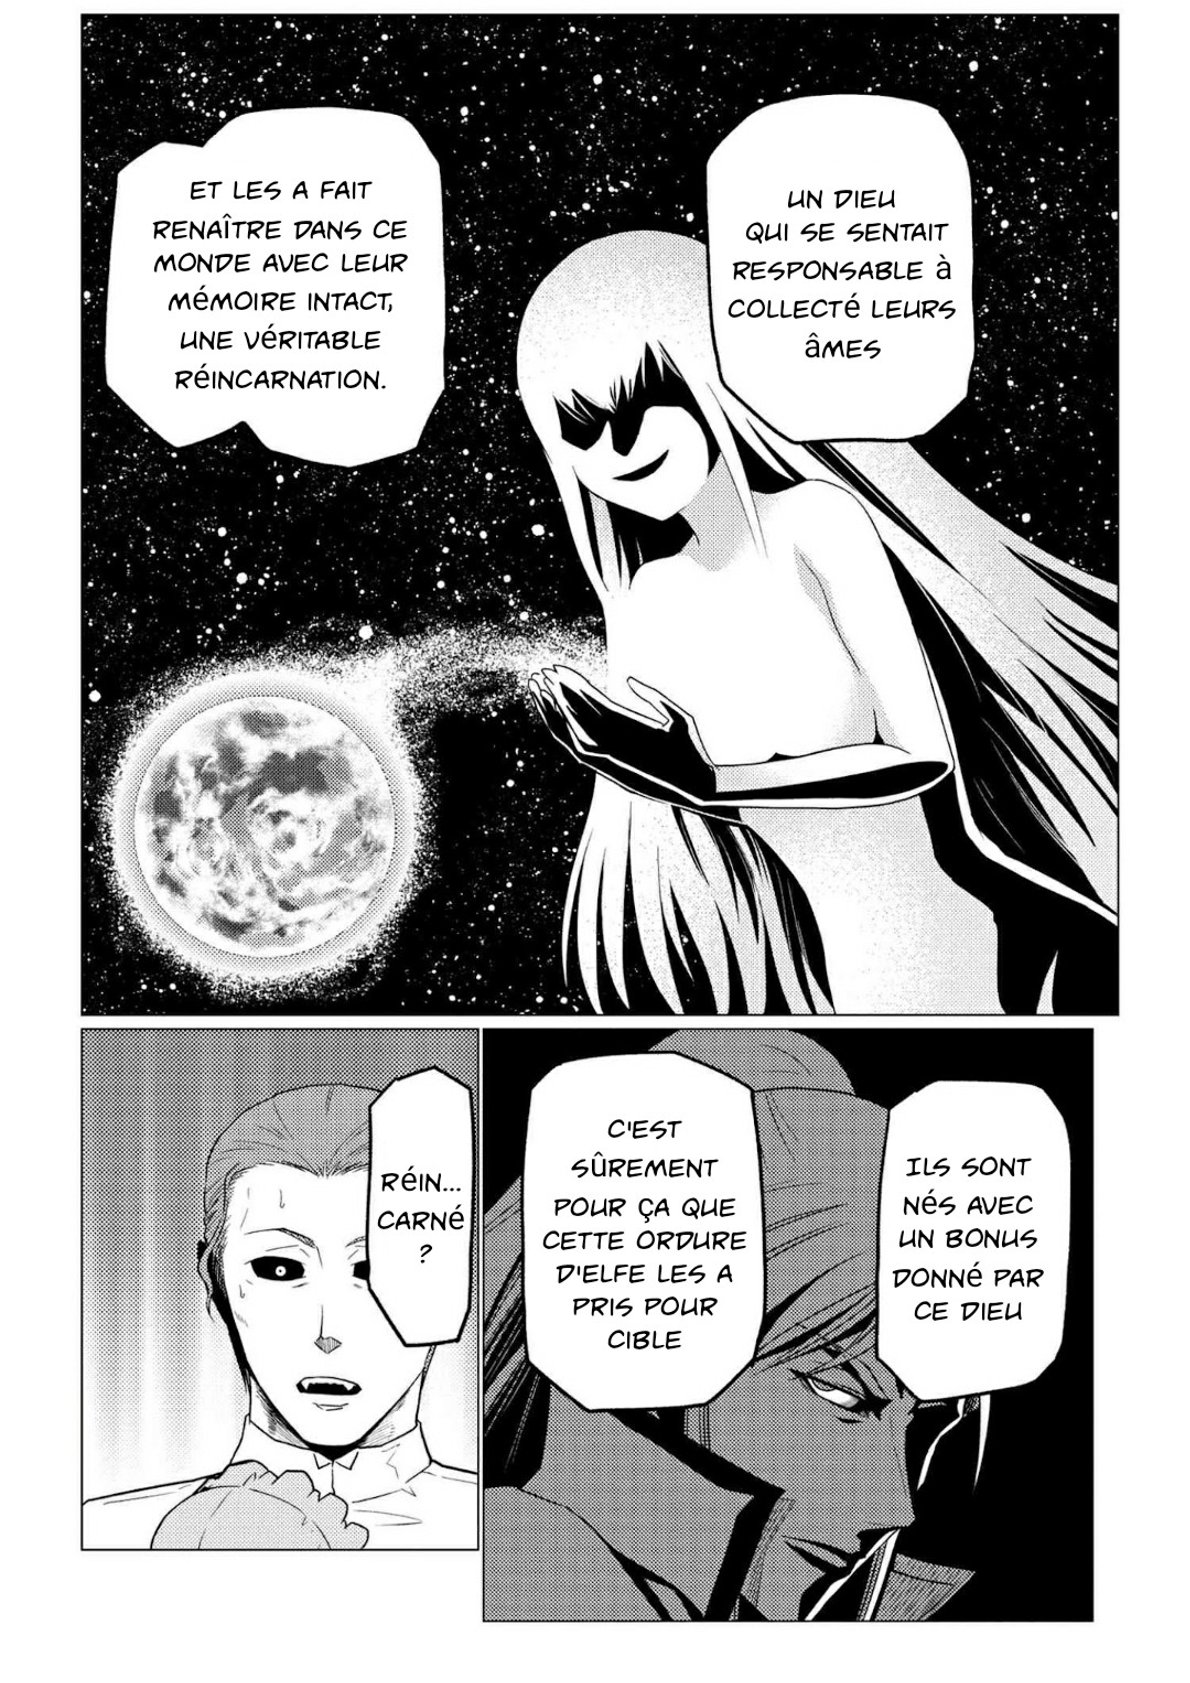 UN DIEU
QUI SE SENTAIT
RESPONSABLE À
COLLECTÉ LEURS
ÂMES
ET LES A FAIT
RENAÎTRE DANS CE
MONDE AVEC LEUR
MÉMOIRE INTACT,
UNE VÉRITABLE
RÉINCARNATION.
ILS SONT
NÉS AVEC
UN BONUS
DONNÉ PAR
CE DIEU
C'EST
SÛREMENT
POUR ÇA QUE
CETTE ORDURE
D'ELFE LES A
PRIS POUR
CIBLE
RÉIN...
CARNÉ
?